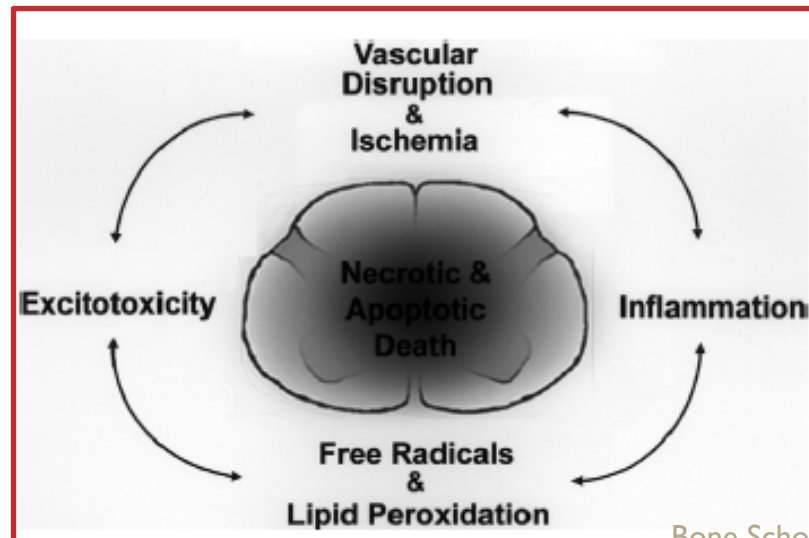 Vascular
Disruption
&
Ischemia
Necrotic &
Apoptotic
Death
Excitotoxicity
Inflammation
Free Radicals
&
Lipid Peroxidation